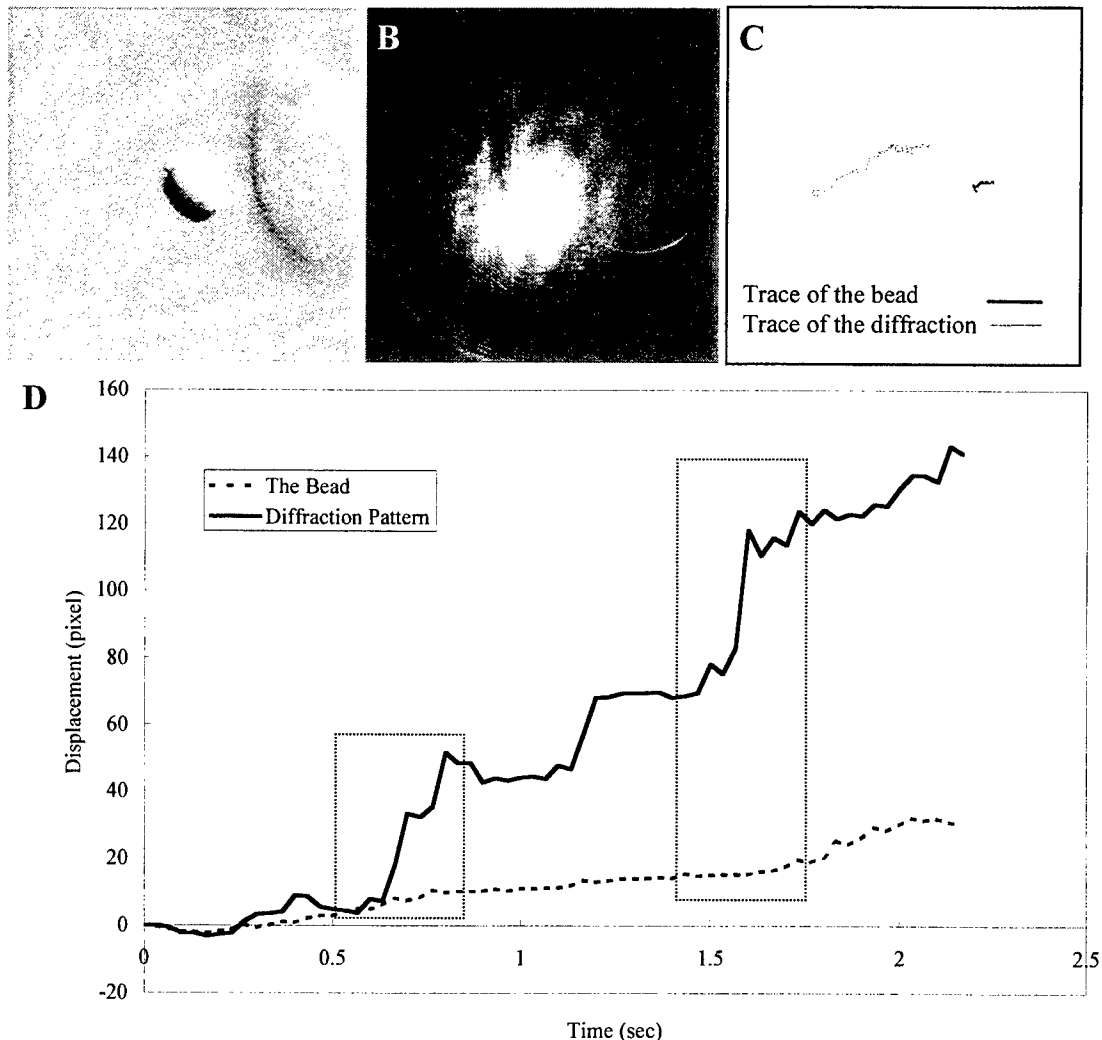 B
C
Trace of the bead
Trace of the diffraction
D
160
140
120
100
80
60
40
20
0
-20
Displacement (pixel)
The Bead
Diffraction Pattern
0
0.5
1
1.5
2
2.5
Time (sec)